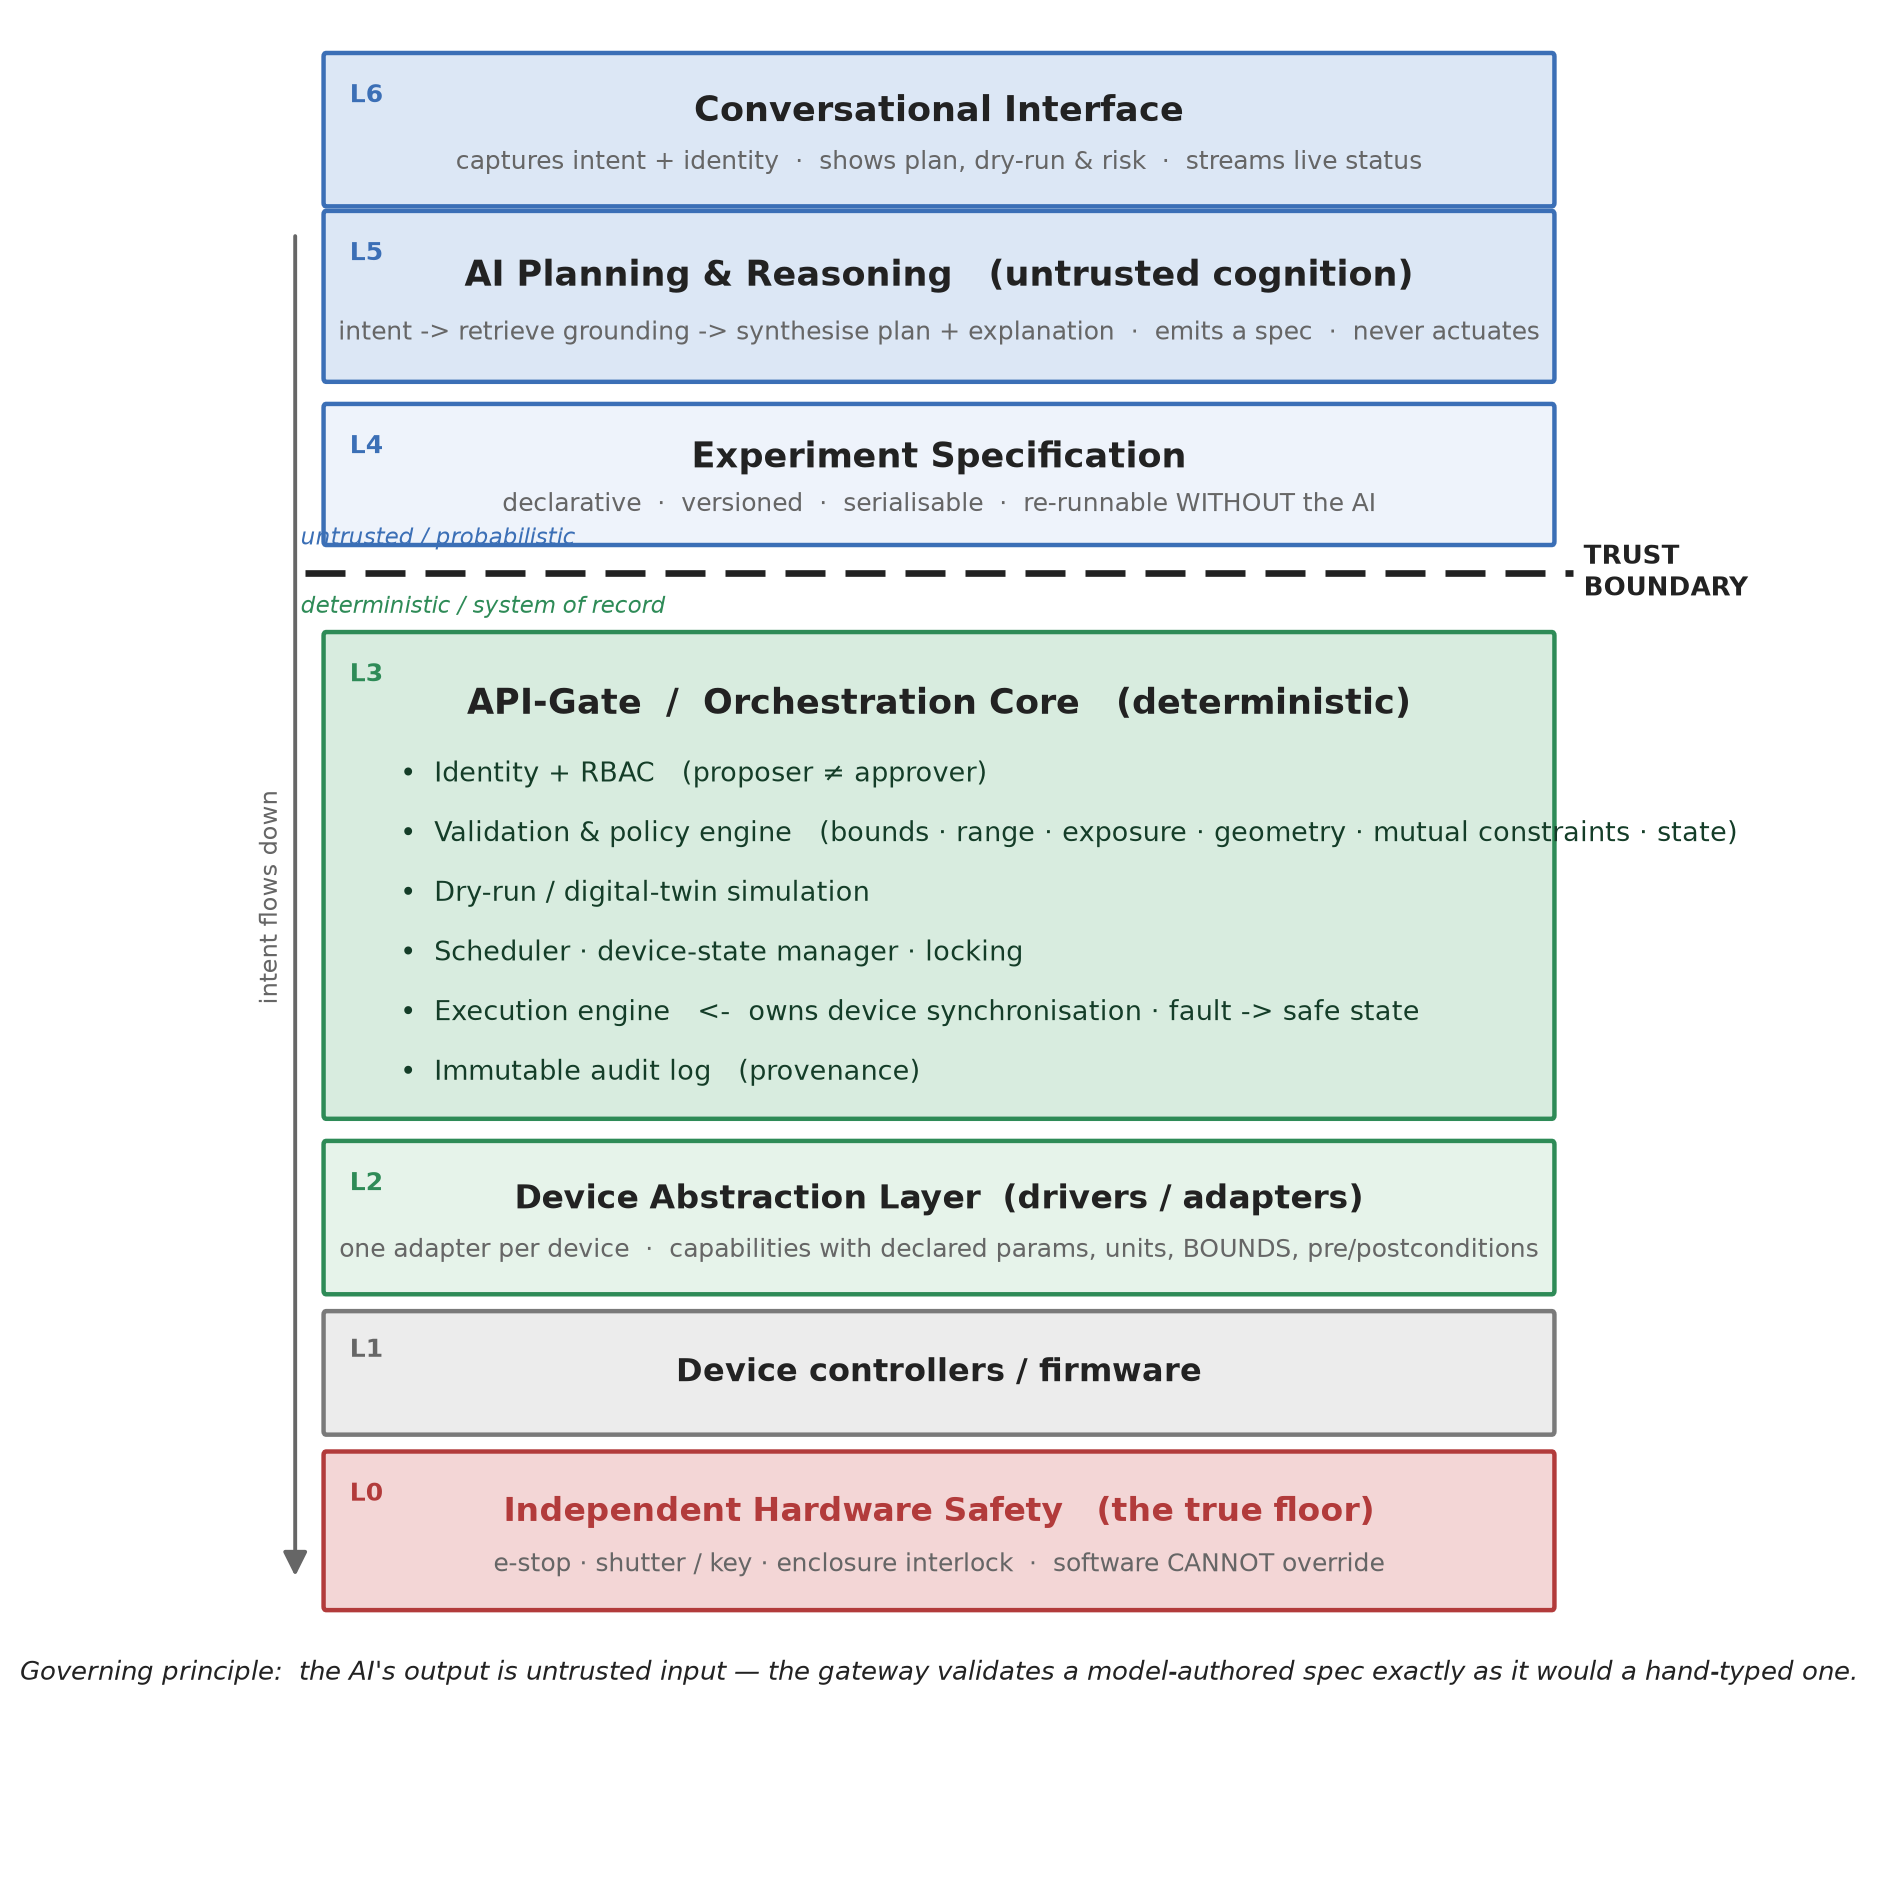 L6
Conversational Interface
captures intent + identity · shows plan, dry-run & risk · streams live status
L5
AI Planning & Reasoning (untrusted cognition)
intent -> retrieve grounding -> synthesise plan + explanation · emits a spec · never actuates
L4
Experiment Specification
declarative · versioned · serialisable · re-runnable WITHOUT the AI
untrusted / probabilistic
TRUST
BOUNDARY
deterministic / system of record
L3
API-Gate / Orchestration Core (deterministic)
• Identity + RBAC (proposer ≠ approver)
• Validation & policy engine (bounds · range · exposure · geometry · mutual constraints · state)
• Dry-run / digital-twin simulation
• Scheduler · device-state manager · locking
• Execution engine <- owns device synchronisation · fault -> safe state
• Immutable audit log (provenance)
intent flows down
L2
Device Abstraction Layer (drivers / adapters)
one adapter per device · capabilities with declared params, units, BOUNDS, pre/postconditions
L1
Device controllers / firmware
L0
Independent Hardware Safety (the true floor)
e-stop · shutter / key · enclosure interlock · software CANNOT override
Governing principle: the AI's output is untrusted input — the gateway validates a model-authored spec exactly as it would a hand-typed one.